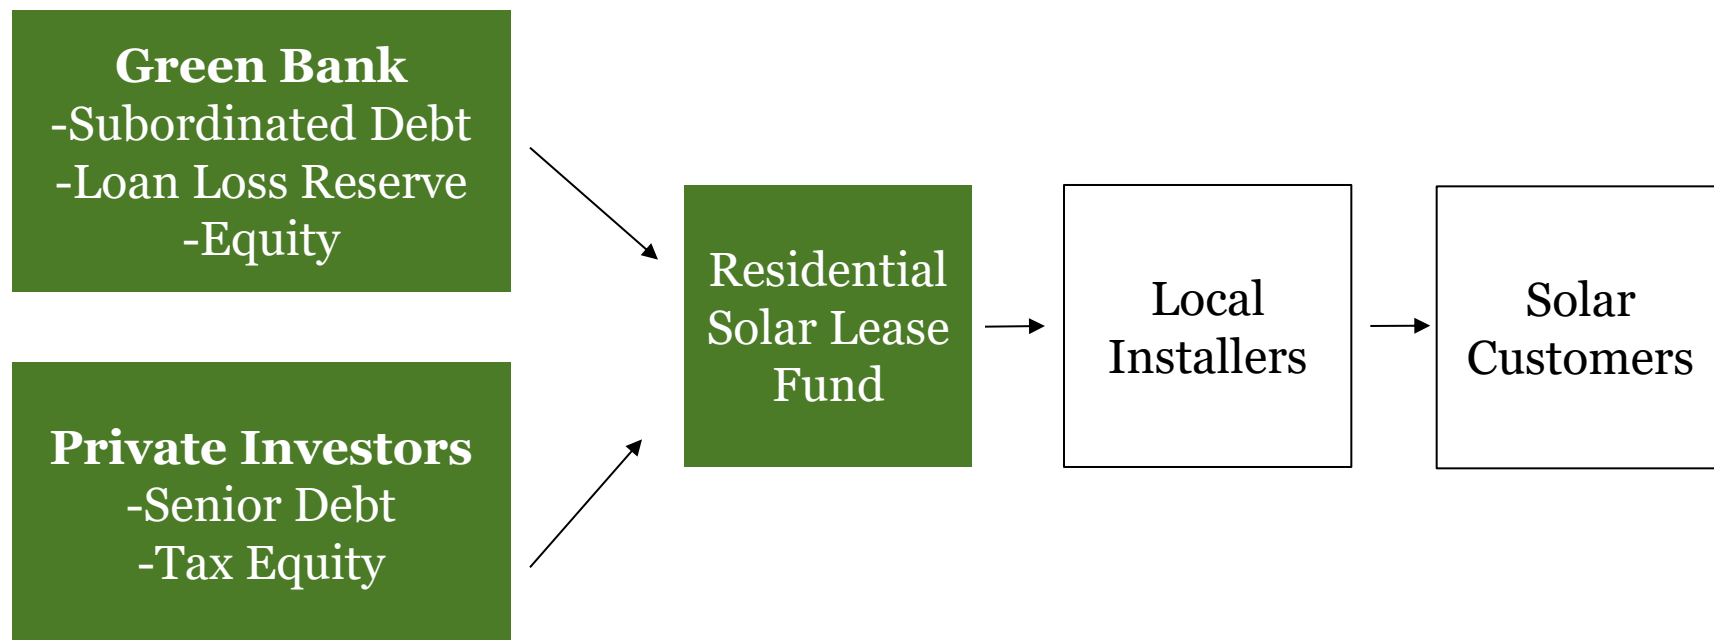 Green Bank
-Subordinated Debt
-Loan Loss Reserve
-Equity
Private Investors
-Senior Debt
-Tax Equity
Residential
Solar Lease
Fund
Local
Installers
Solar
Customers